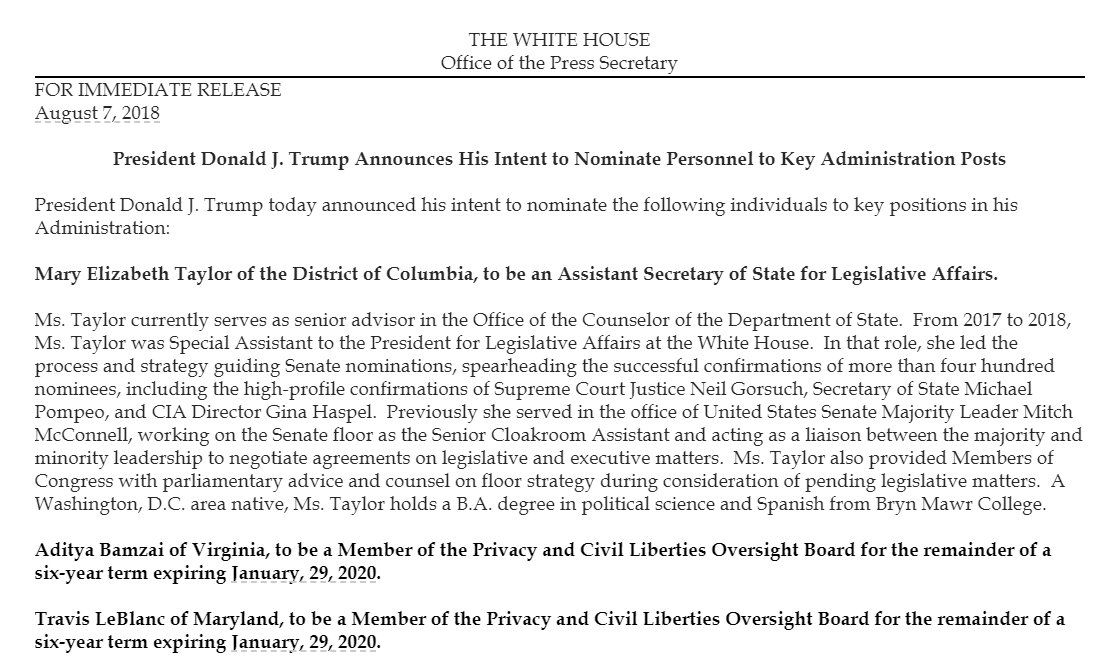 THE WHITE HOUSE
Office of the Press Secretary
FOR IMMEDIATE RELEASE
August 7, 2018
President Donald J. Trump Announces His Intent to Nominate Personnel to Key Administration Posts
President Donald J. Trump today announced his intent to nominate the following individuals to key positions in his
Administration:
Mary Elizabeth Taylor of the District of Columbia, to be an Assistant Secretary of State for Legislative Affairs.
Ms. Taylor currently serves as senior advisor in the Office of the Counselor of the Department of State.  From 2017 to 2018,
Ms. Taylor was Special Assistant to the President for Legislative Affairs at the White House.  In that role, she led the
process and strategy guiding Senate nominations, spearheading the successful confirmations of more than four hundred
nominees, including the high-profile confirmations of Supreme Court Justice Neil Gorsuch, Secretary of State Michael
Pompeo, and CIA Director Gina Haspel.  Previously she served in the office of United States Senate Majority Leader Mitch
McConnell, working on the Senate floor as the Senior Cloakroom Assistant and acting as a liaison between the majority and
minority leadership to negotiate agreements on legislative and executive matters.  Ms. Taylor also provided Members of
Congress with parliamentary advice and counsel on floor strategy during consideration of pending legislative matters.  A
Washington, D.C. area native, Ms. Taylor holds a B.A. degree in political science and Spanish from Bryn Mawr College.
Aditya Bamzai of Virginia, to be a Member of the Privacy and Civil Liberties Oversight Board for the remainder of a
six-year term expiring January, 29, 2020.
Travis LeBlanc of Maryland, to be a Member of the Privacy and Civil Liberties Oversight Board for the remainder of a
six-year term expiring January, 29, 2020.